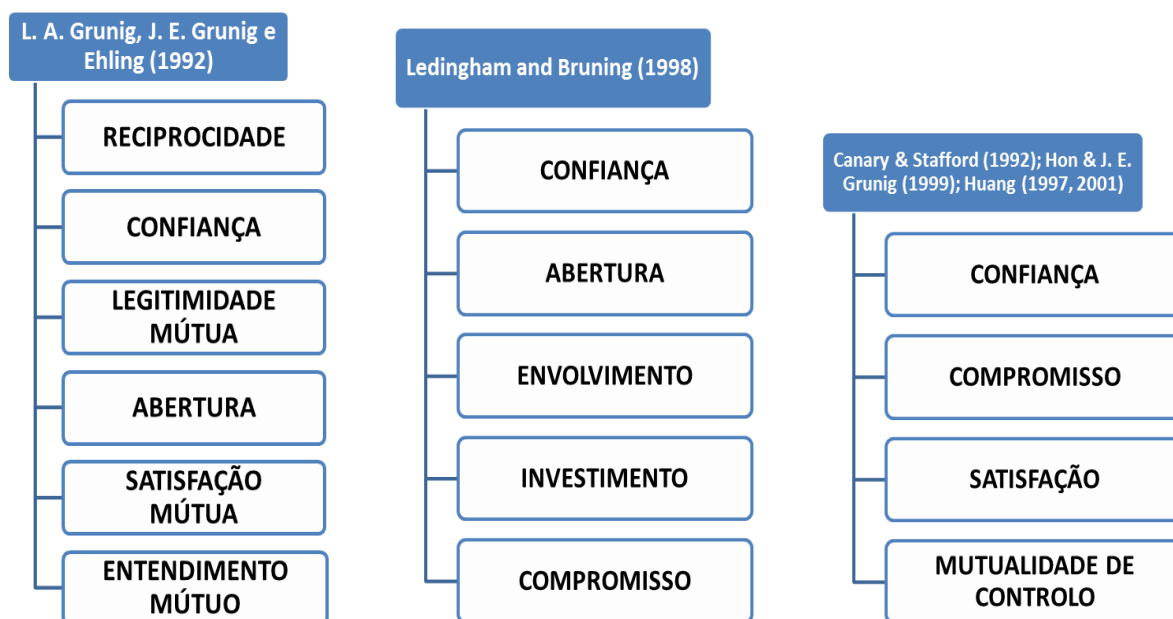 L. A. Grunig, J. E. Grunig e
Ehling (1992)
RECIPROCIDADE
CONFIANÇA
LEGITIMIDADE
MÚTUA
ABERTURA
SATISFAÇÃO
MÚTUA
ENTENDIMENTO
MÚTUO
Ledingham and Bruning (1998)
CONFIANÇA
ABERTURA
ENVOLVIMENTO
INVESTIMENTO
COMPROMISSO
Canary & Stafford (1992); Hon & J. E.
Grunig (1999); Huang (1997, 2001)
CONFIANÇA
COMPROMISSO
SATISFAÇÃO
MUTUALIDADE DE
CONTROLO